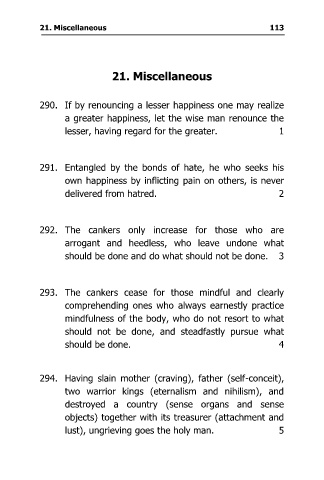 21. Miscellaneous 113
21. Miscellaneous
290. If by renouncing a lesser happiness one may realize
a greater happiness, let the wise man renounce the
lesser, having regard for the greater. 1
291. Entangled by the bonds of hate, he who seeks his
own happiness by inflicting pain on others, is never
delivered from hatred. 2
292. The cankers only increase for those who are
arrogant and heedless, who leave undone what
should be done and do what should not be done. 3
293. The cankers cease for those mindful and clearly
comprehending ones who always earnestly practice
mindfulness of the body, who do not resort to what
should not be done, and steadfastly pursue what
should be done. 4
294. Having slain mother (craving), father (self-conceit),
two warrior kings (eternalism and nihilism), and
destroyed a country (sense organs and sense
objects) together with its treasurer (attachment and
lust), ungrieving goes the holy man. 5